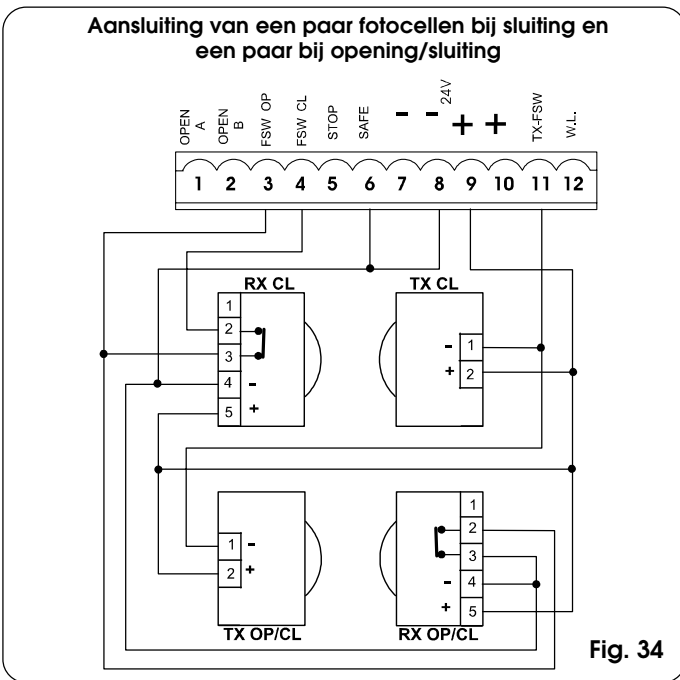 Aansluiting van een paar fotocellen bij sluiting en
een paar bij opening/sluiting
OPEN A
OPEN B
FSW OP
FSW CL
STOP
SAFE
-
-
24V
+
+
TX-FSW
W.L.
1 2 3 4 5 6 7 8 9 10 11 12
RX CL
1
2
3
4 -
5 +
TX CL
- 1
+ 2
1 -
2 +
TX OP/CL
1
2
3
- 4
+ 5
RX OP/CL
Fig. 34